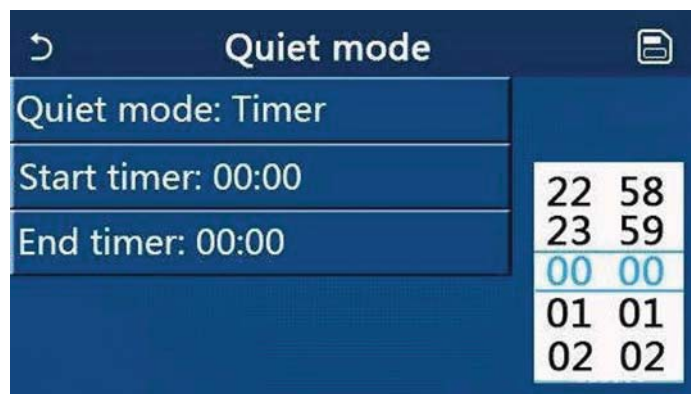 Quiet mode
Quiet mode: Timer
Start timer: 00:00
End timer: 00:00
22 58
23 59
00 00
01 01
02 02